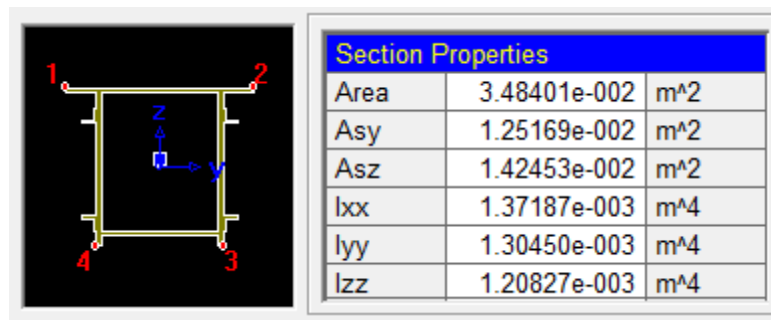 Section Properties
Area 3.48401e-002 m^2
Asy 1.25169e-002 m^2
Asz 1.42453e-002 m^2
Ixx 1.37187e-003 m^4
Iyy 1.30450e-003 m^4
Izz 1.20827e-003 m^4
1 2
z
y
4 3